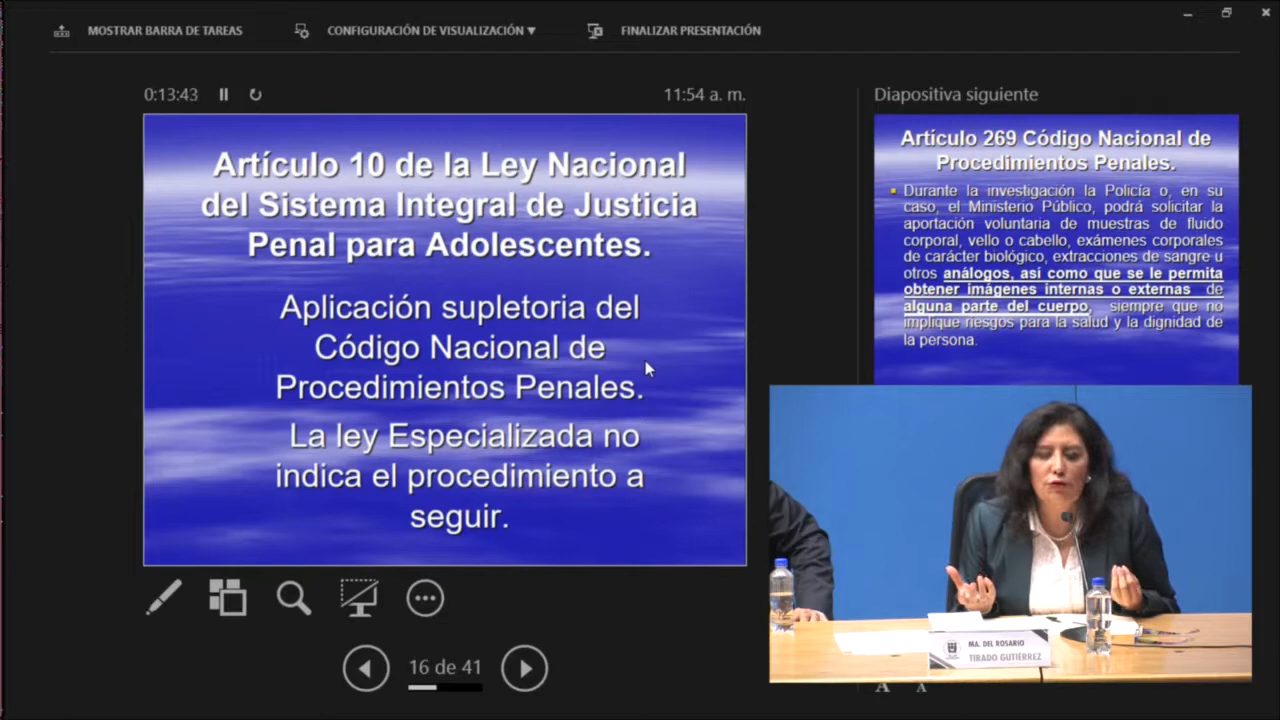 MOSTRAR BARRA DE TAREAS
CONFIGURACIÓN DE VISUALIZACIÓN ▼
FINALIZAR PRESENTACIÓN
0:13:43
11:54 a. m.
Artículo 10 de la Ley Nacional
del Sistema Integral de Justicia
Penal para Adolescentes.
Aplicación supletoria del
Código Nacional de
Procedimientos Penales.
La ley Especializada no
indica el procedimiento a
seguir.
16 de 41
Diapositiva siguiente
Artículo 269 Código Nacional de
Procedimientos Penales.
Durante la investigación la Policía o, en su
caso, el Ministerio Público, podrá solicitar la
aportación voluntaria de muestras de fluido
corporal, vello o cabello, exámenes corporales
de carácter biológico, extracciones de sangre u
otros análogos, así como que se le permita
obtener imágenes internas o externas de
alguna parte del cuerpo, siempre que no
implique riesgos para la salud y la dignidad de
la persona.
MA. DEL ROSARIO
TIRADO GUTIÉRREZ
A A